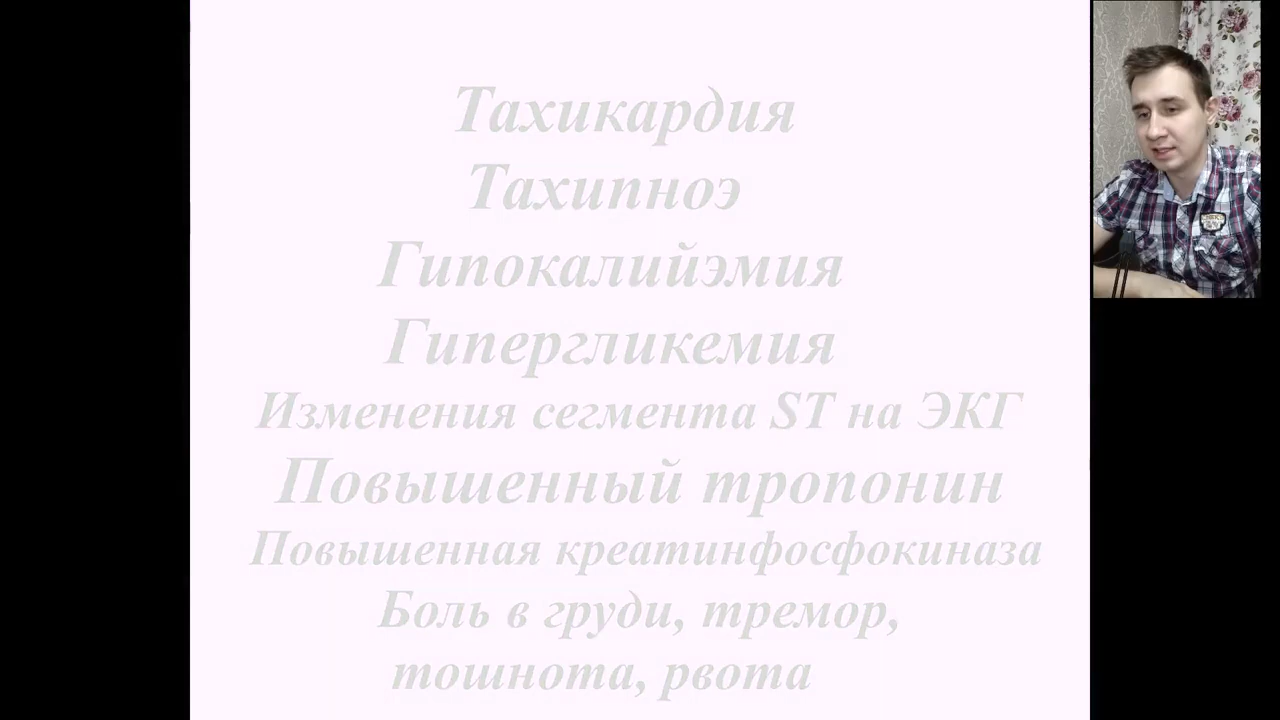 Тахикардия
Тахипноэ
Гипокалийэмия
Гипергликемия
Изменения сегмента ST на ЭКГ
Повышенный тропонин
Повышенная креатинфосфокиназа
Боль в груди, тремор,
тошнота, рвота